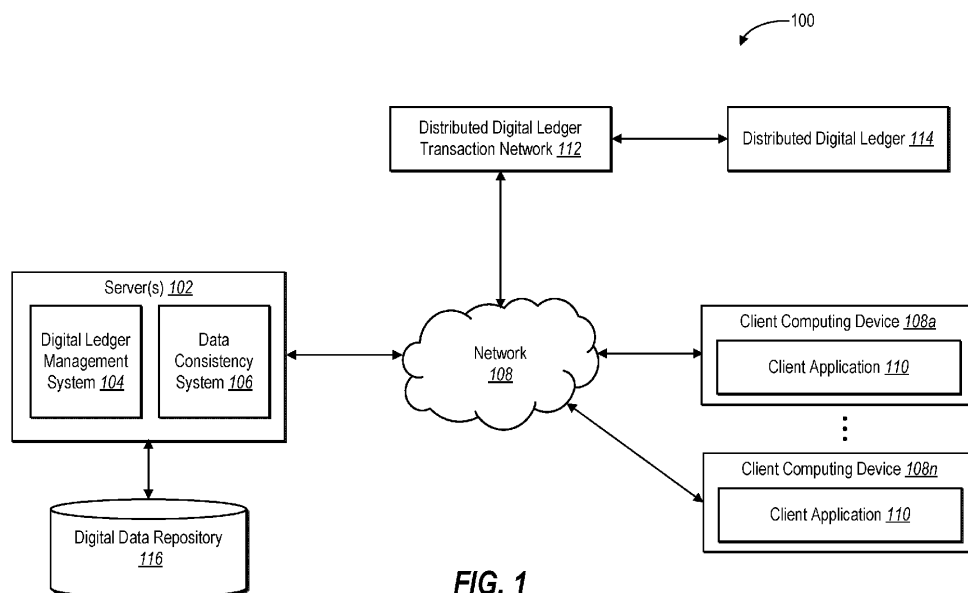 100
Distributed Digital Ledger
Transaction Network 112
Distributed Digital Ledger 114
Server(s) 102
Digital Ledger
Management
System 104
Data
Consistency
System 106
Network
108
Client Computing Device 108a
Client Application 110
Client Computing Device 108n
Client Application 110
Digital Data Repository
116
FIG. 1